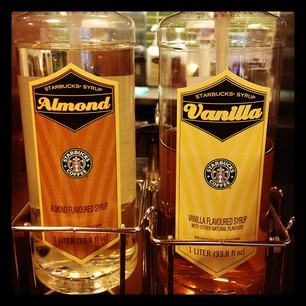 STARBUCKS® SYRUP
Almond
STARBUCKS
COFFEE
ALMOND FLAVOURED SYRUP
1 LITER (33.8 fl oz)
STARBUCKS® SYRUP
Vanilla
STARBUCKS
COFFEE
VANILLA FLAVOURED SYRUP
WITH OTHER NATURAL FLAVOURS
1 LITER (33.8 fl oz)